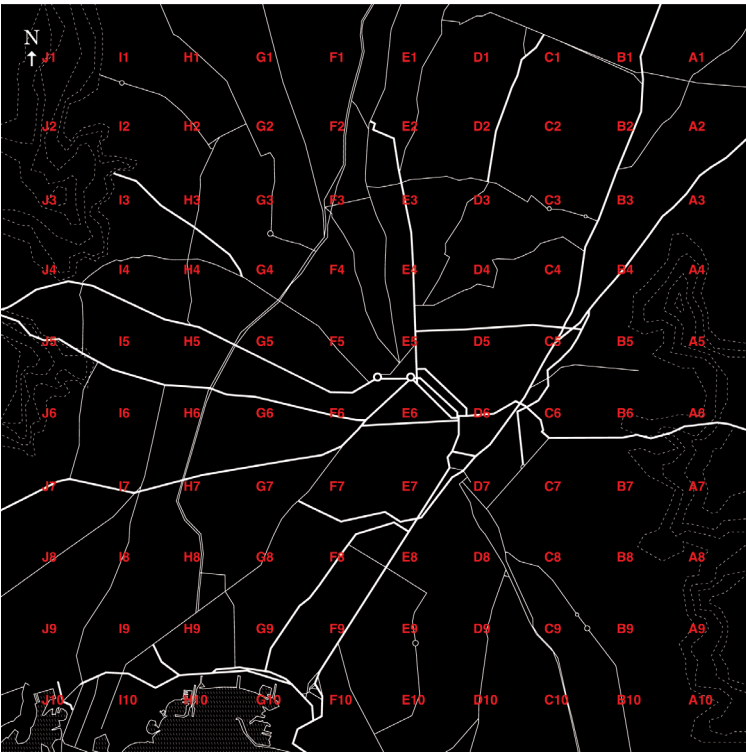 N
J1 I1 H1 G1 F1 E1 D1 C1 B1 A1
J2 I2 H2 G2 F2 E2 D2 C2 B2 A2
J3 I3 H3 G3 F3 E3 D3 C3 B3 A3
J4 I4 H4 G4 F4 E4 D4 C4 B4 A4
J5 I5 H5 G5 F5 E5 D5 C5 B5 A5
J6 I6 H6 G6 F6 E6 D6 C6 B6 A6
J7 I7 H7 G7 F7 E7 D7 C7 B7 A7
J8 I8 H8 G8 F8 E8 D8 C8 B8 A8
J9 I9 H9 G9 F9 E9 D9 C9 B9 A9
J10 I10 H10 G10 F10 E10 D10 C10 B10 A10